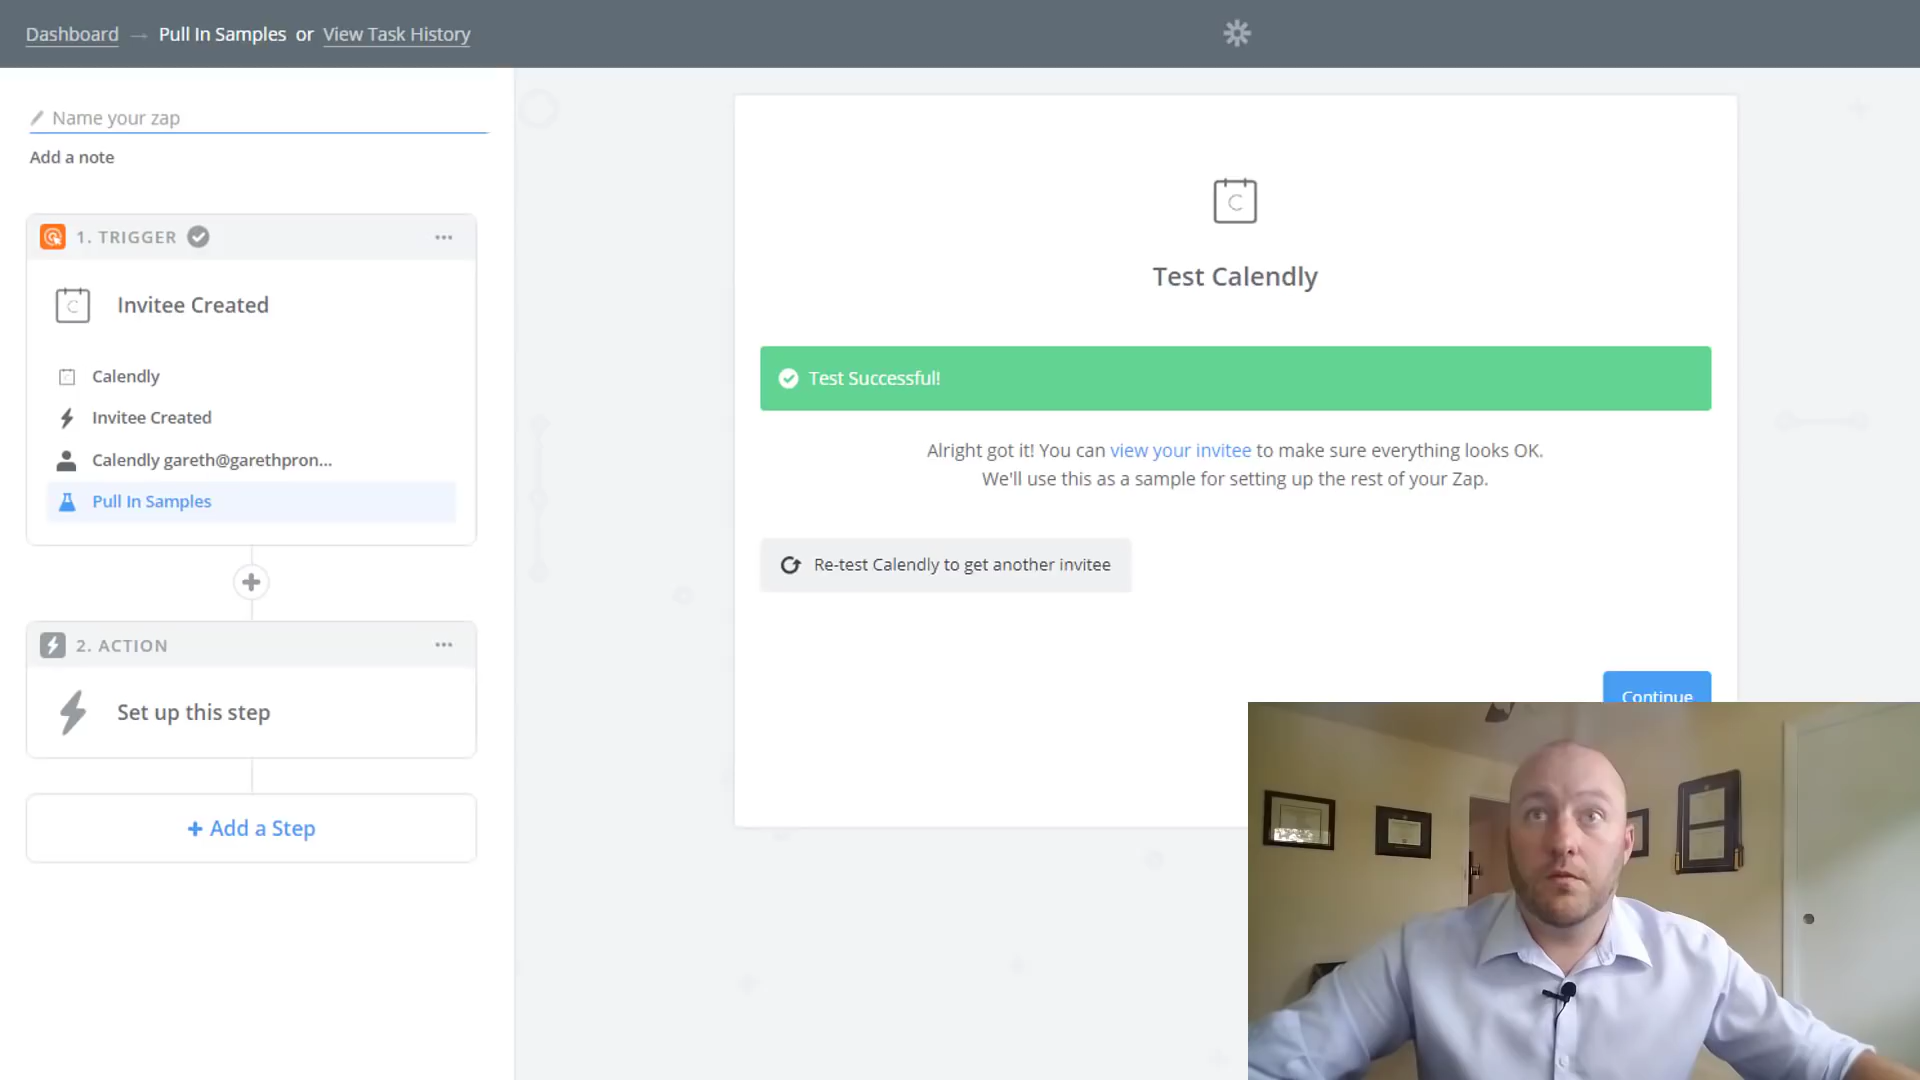 Dashboard → Pull In Samples or View Task History
Name your zap
Add a note
1. TRIGGER
Invitee Created
Calendly
Invitee Created
Calendly gareth@garethpron...
Pull In Samples
2. ACTION
Set up this step
+ Add a Step
C
Test Calendly
Test Successful!
Alright got it! You can view your invitee to make sure everything looks OK.
We'll use this as a sample for setting up the rest of your Zap.
Re-test Calendly to get another invitee
Continue